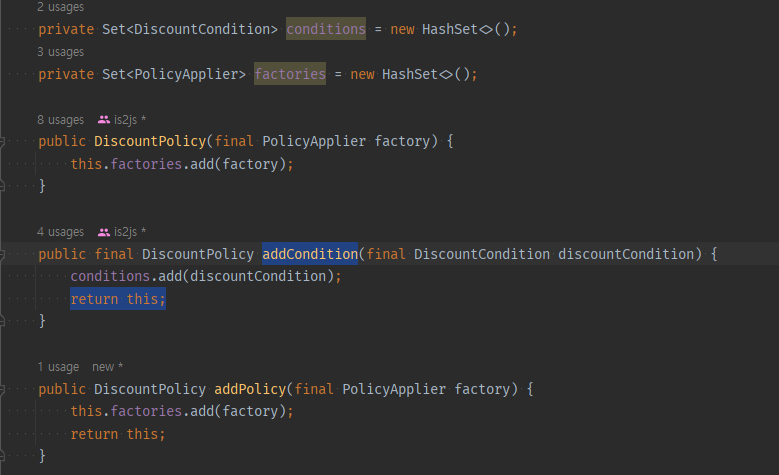 2 usages
private Set<DiscountCondition> conditions = new HashSet<>();
3 usages
private Set<PolicyApplier> factories = new HashSet<>();
8 usages is2js *
public DiscountPolicy(final PolicyApplier factory) {
this.factories.add(factory);
}
4 usages is2js *
public final DiscountPolicy addCondition(final DiscountCondition discountCondition) {
conditions.add(discountCondition);
return this;
}
1 usage new *
public DiscountPolicy addPolicy(final PolicyApplier factory) {
this.factories.add(factory);
return this;
}